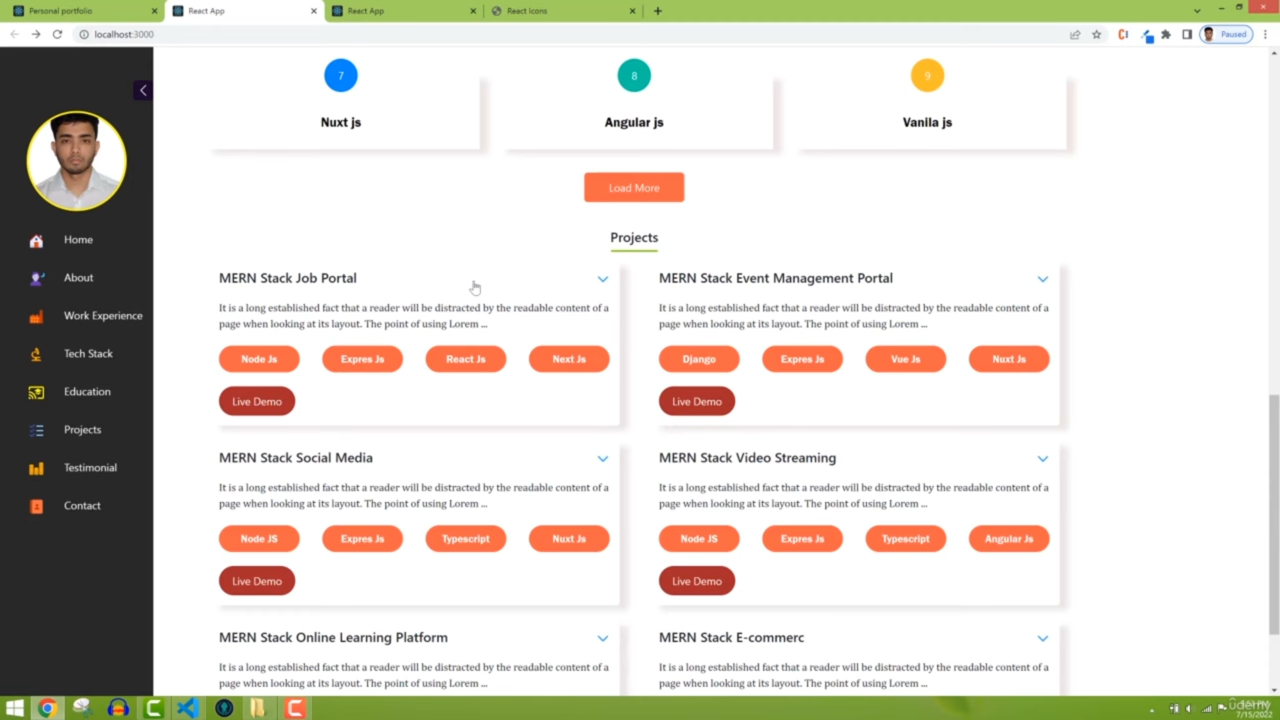 Personal portfolio
React App
React App
React Icons
localhost:3000
Paused
7
8
9
Nuxt js
Angular js
Vanila js
Load More
Projects
Home
About
Work Experience
Tech Stack
Education
Projects
Testimonial
Contact
MERN Stack Job Portal
It is a long established fact that a reader will be distracted by the readable content of a
page when looking at its layout. The point of using Lorem ...
Node Js
Expres Js
React Js
Next Js
Live Demo
MERN Stack Event Management Portal
It is a long established fact that a reader will be distracted by the readable content of a
page when looking at its layout. The point of using Lorem ...
Django
Expres Js
Vue Js
Nuxt Js
Live Demo
MERN Stack Social Media
It is a long established fact that a reader will be distracted by the readable content of a
page when looking at its layout. The point of using Lorem ...
Node JS
Expres Js
Typescript
Nuxt Js
Live Demo
MERN Stack Video Streaming
It is a long established fact that a reader will be distracted by the readable content of a
page when looking at its layout. The point of using Lorem ...
Node JS
Expres Js
Typescript
Angular Js
Live Demo
MERN Stack Online Learning Platform
It is a long established fact that a reader will be distracted by the readable content of a
page when looking at its layout. The point of using Lorem ...
MERN Stack E-commerc
It is a long established fact that a reader will be distracted by the readable content of a
page when looking at its layout. The point of using Lorem ...
udemy
7/15/2022